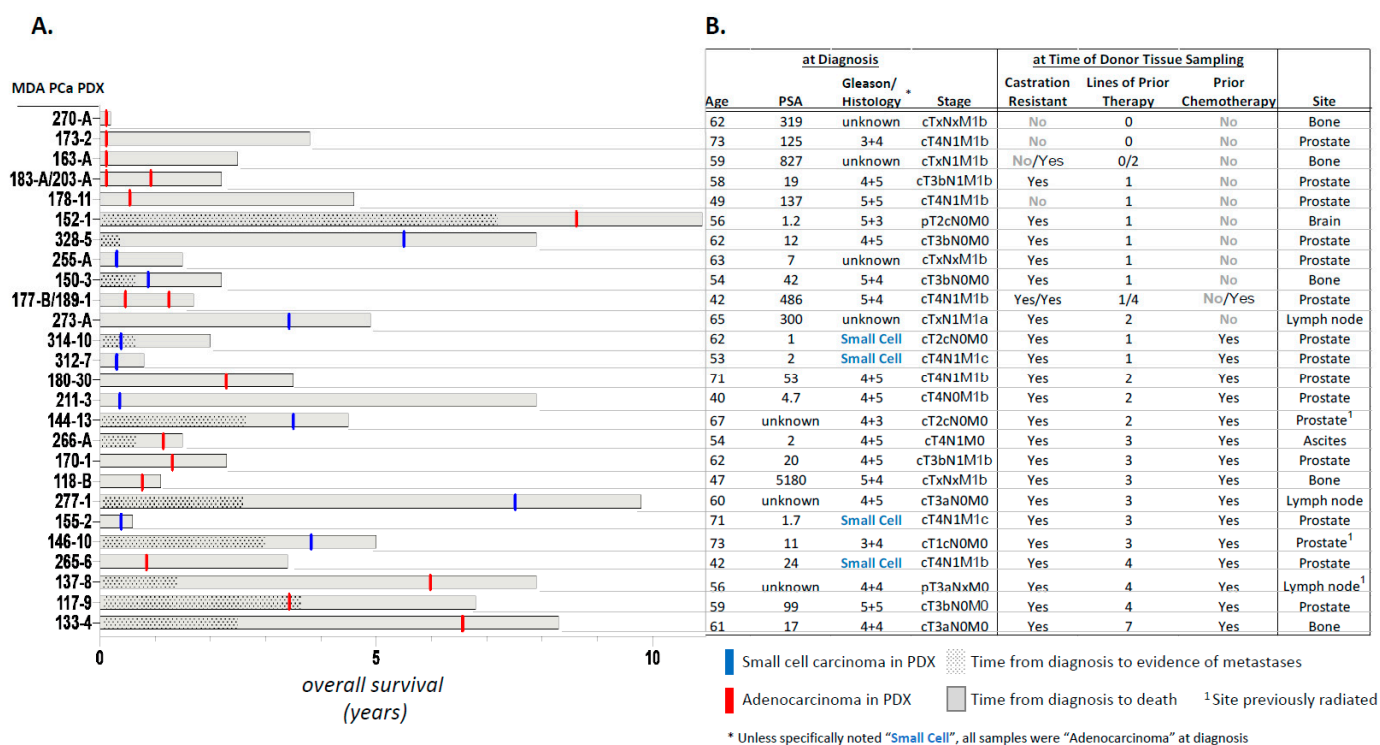 A.
B.
MDA PCa PDX
at Diagnosis at Time of Donor Tissue Sampling
Age PSA Gleason/ Histology * Stage Castration Resistant Lines of Prior Therapy Prior Chemotherapy Site
270-A 62 319 unknown cTxNxM1b No 0 No Bone
173-2 73 125 3+4 cT4N1M1b No 0 No Prostate
163-A 59 827 unknown cTxN1M1b No/Yes 0/2 No Bone
183-A/203-A 58 19 4+5 cT3bN1M1b Yes 1 No Prostate
178-11 49 137 5+5 cT4N1M1b No 1 No Prostate
152-1 56 1.2 5+3 pT2cN0M0 Yes 1 No Brain
328-5 62 12 4+5 cT3bN0M0 Yes 1 No Prostate
255-A 63 7 unknown cTxNxM1b Yes 1 No Prostate
150-3 54 42 5+4 cT3bN0M0 Yes 1 No Bone
177-B/189-1 42 486 5+4 cT4N1M1b Yes/Yes 1/4 No/Yes Prostate
273-A 65 300 unknown cTxN1M1a Yes 2 No Lymph node
314-10 62 1 Small Cell cT2cN0M0 Yes 1 Yes Prostate
312-7 53 2 Small Cell cT4N1M1c Yes 1 Yes Prostate
180-30 71 53 4+5 cT4N1M1b Yes 2 Yes Prostate
211-3 40 4.7 4+5 cT4N0M1b Yes 2 Yes Prostate
144-13 67 unknown 4+3 cT2cN0M0 Yes 2 Yes Prostate1
266-A 54 2 4+5 cT4N1M0 Yes 3 Yes Ascites
170-1 62 20 4+5 cT3bN1M1b Yes 3 Yes Prostate
118-B 47 5180 5+4 cTxNxM1b Yes 3 Yes Bone
277-1 60 unknown 4+5 cT3aN0M0 Yes 3 Yes Lymph node
155-2 71 1.7 Small Cell cT4N1M1c Yes 3 Yes Prostate
146-10 73 11 3+4 cT1cN0M0 Yes 3 Yes Prostate1
265-6 42 24 Small Cell cT4N1M1b Yes 4 Yes Prostate
137-8 56 unknown 4+4 pT3aNxM0 Yes 4 Yes Lymph node1
117-9 59 99 5+5 cT3bN0M0 Yes 4 Yes Prostate
133-4 61 17 4+4 cT3aN0M0 Yes 7 Yes Bone
0 5 10
overall survival
(years)
Small cell carcinoma in PDX Time from diagnosis to evidence of metastases
Adenocarcinoma in PDX Time from diagnosis to death 1 Site previously radiated
* Unless specifically noted “Small Cell”, all samples were “Adenocarcinoma” at diagnosis